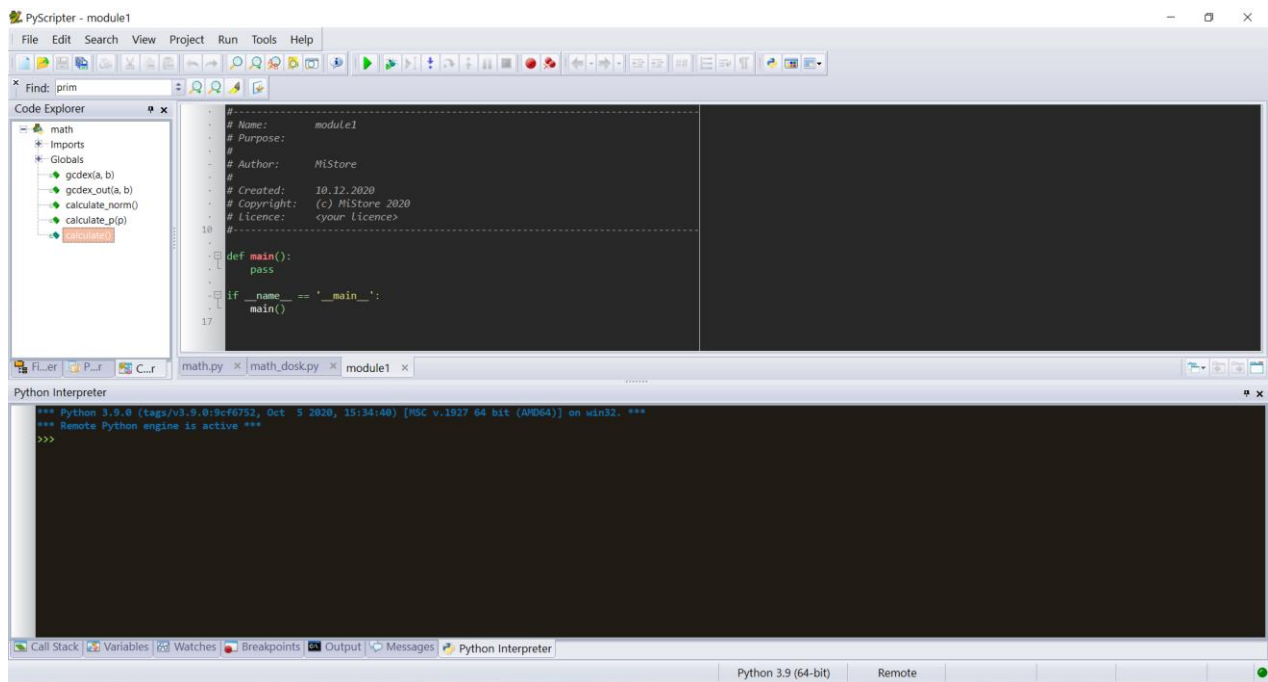 PyScripter - module1
File Edit Search View Project Run Tools Help
Find: prim
Code Explorer
math
Imports
Globals
gcdex(a, b)
gcdex_out(a, b)
calculate_norm()
calculate_p(p)
calculate()
Fi...er P...r C...r
#-------------------------------------------------------------------------------
# Name: module1
# Purpose:
#
# Author: MiStore
#
# Created: 10.12.2020
# Copyright: (c) MiStore 2020
# Licence: <your licence>
10 #-------------------------------------------------------------------------------
def main():
pass
if __name__ == '__main__':
main()
17
math.py math_dosk.py module1
Python Interpreter
*** Python 3.9.0 (tags/v3.9.0:9cf6752, Oct 5 2020, 15:34:40) [MSC v.1927 64 bit (AMD64)] on win32. ***
*** Remote Python engine is active ***
>>>
Call Stack Variables Watches Breakpoints Output Messages Python Interpreter
Python 3.9 (64-bit) Remote